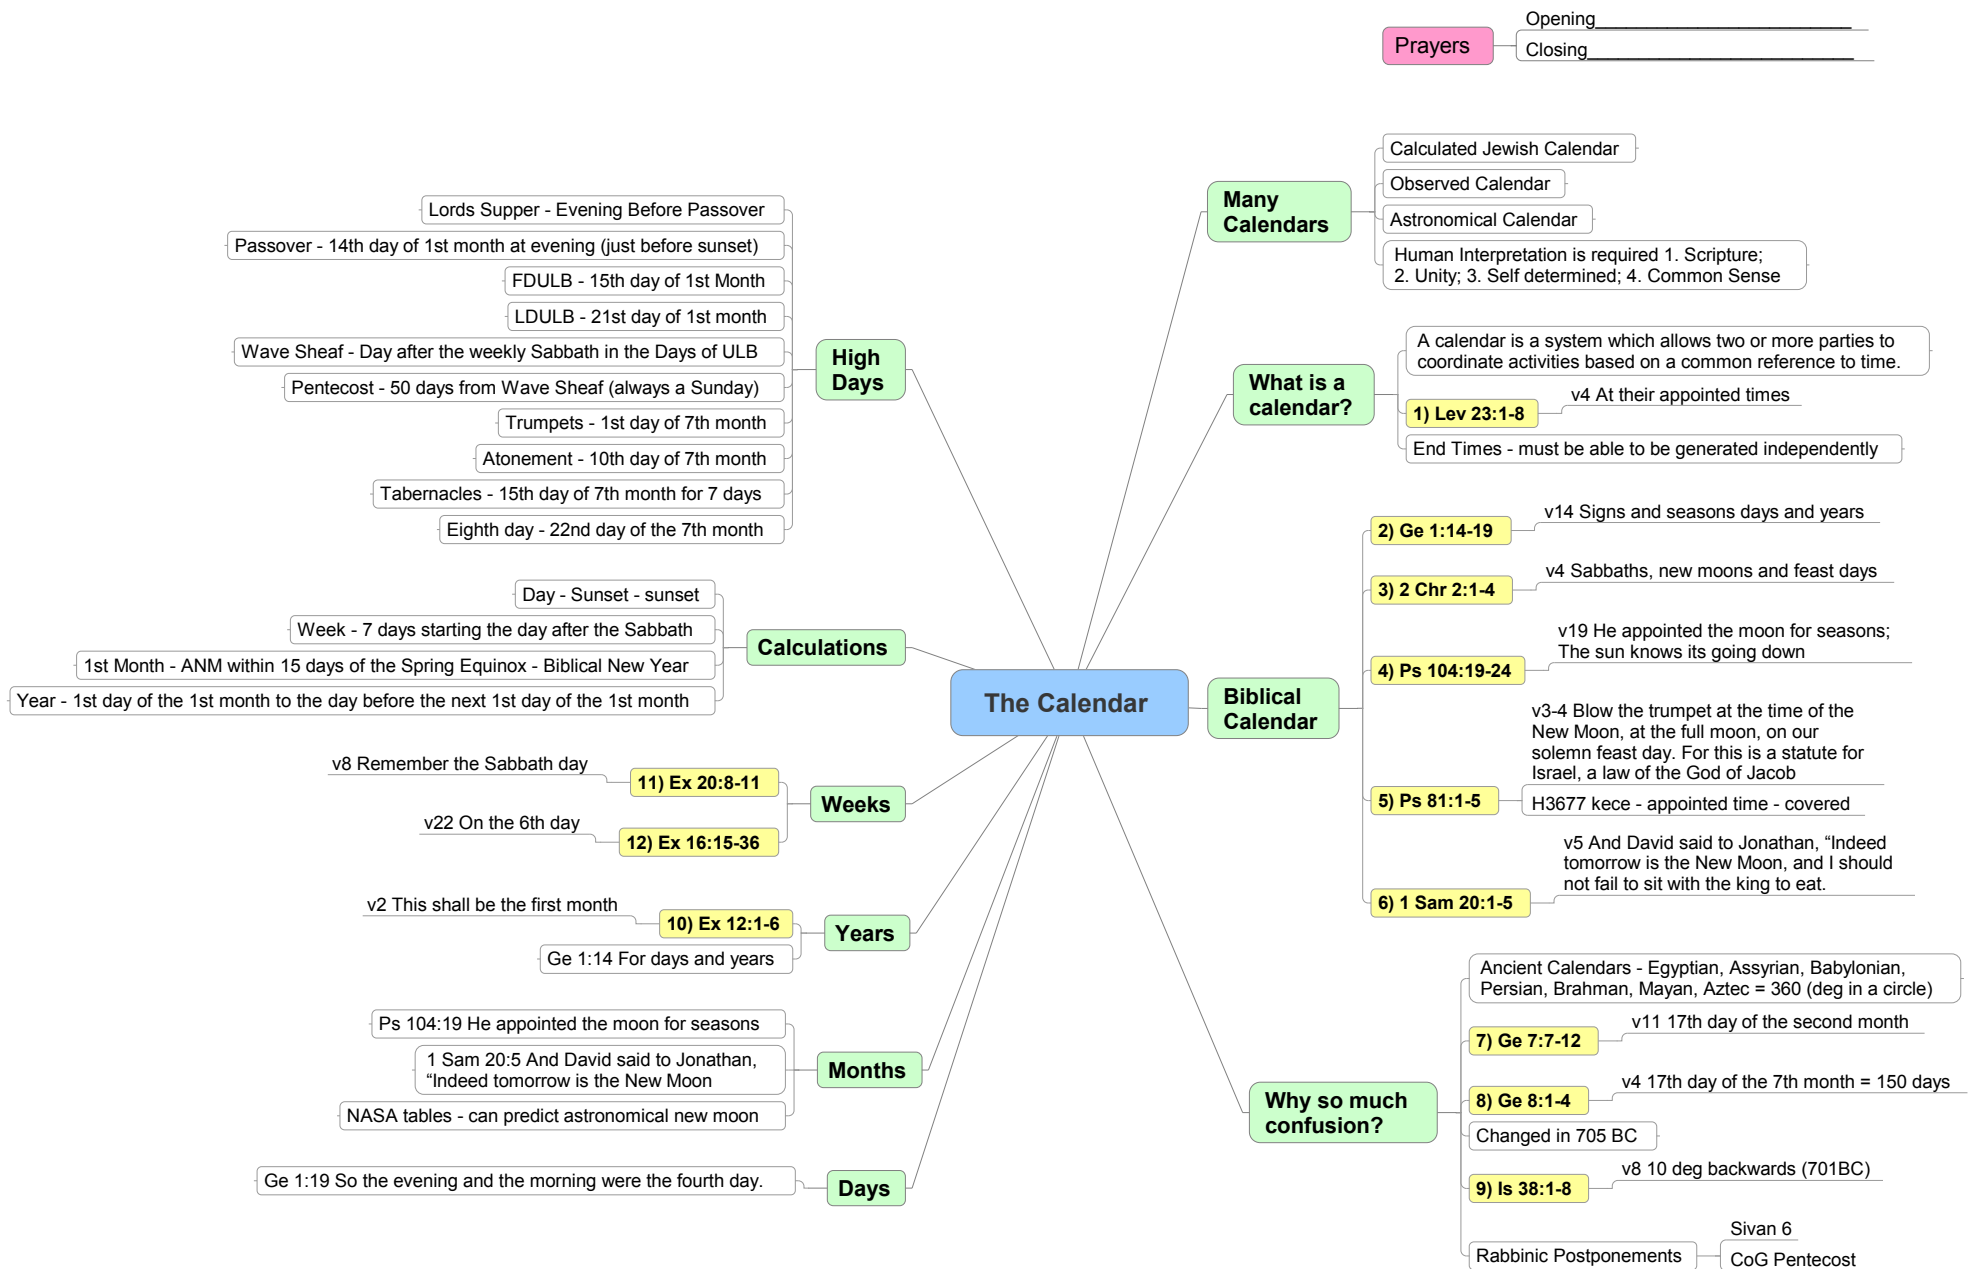 Prayers
Opening__________________________
Closing___________________________
The Calendar
Many
Calendars
Calculated Jewish Calendar
Observed Calendar
Astronomical Calendar
Human Interpretation is required 1. Scripture;
2. Unity; 3. Self determined; 4. Common Sense
What is a
calendar?
A calendar is a system which allows two or more parties to
coordinate activities based on a common reference to time.
1) Lev 23:1-8
v4 At their appointed times
End Times - must be able to be generated independently
Biblical
Calendar
2) Ge 1:14-19
v14 Signs and seasons days and years
3) 2 Chr 2:1-4
v4 Sabbaths, new moons and feast days
4) Ps 104:19-24
v19 He appointed the moon for seasons;
The sun knows its going down
5) Ps 81:1-5
v3-4 Blow the trumpet at the time of the
New Moon, at the full moon, on our
solemn feast day. For this is a statute for
Israel, a law of the God of Jacob
H3677 kece - appointed time - covered
6) 1 Sam 20:1-5
v5 And David said to Jonathan, “Indeed
tomorrow is the New Moon, and I should
not fail to sit with the king to eat.
Why so much
confusion?
Ancient Calendars - Egyptian, Assyrian, Babylonian,
Persian, Brahman, Mayan, Aztec = 360 (deg in a circle)
7) Ge 7:7-12
v11 17th day of the second month
8) Ge 8:1-4
v4 17th day of the 7th month = 150 days
Changed in 705 BC
9) Is 38:1-8
v8 10 deg backwards (701BC)
Rabbinic Postponements
Sivan 6
CoG Pentecost
High
Days
Lords Supper - Evening Before Passover
Passover - 14th day of 1st month at evening (just before sunset)
FDULB - 15th day of 1st Month
LDULB - 21st day of 1st month
Wave Sheaf - Day after the weekly Sabbath in the Days of ULB
Pentecost - 50 days from Wave Sheaf (always a Sunday)
Trumpets - 1st day of 7th month
Atonement - 10th day of 7th month
Tabernacles - 15th day of 7th month for 7 days
Eighth day - 22nd day of the 7th month
Calculations
Day - Sunset - sunset
Week - 7 days starting the day after the Sabbath
1st Month - ANM within 15 days of the Spring Equinox - Biblical New Year
Year - 1st day of the 1st month to the day before the next 1st day of the 1st month
Weeks
11) Ex 20:8-11
v8 Remember the Sabbath day
12) Ex 16:15-36
v22 On the 6th day
Years
10) Ex 12:1-6
v2 This shall be the first month
Ge 1:14 For days and years
Months
Ps 104:19 He appointed the moon for seasons
1 Sam 20:5 And David said to Jonathan,
“Indeed tomorrow is the New Moon
NASA tables - can predict astronomical new moon
Days
Ge 1:19 So the evening and the morning were the fourth day.